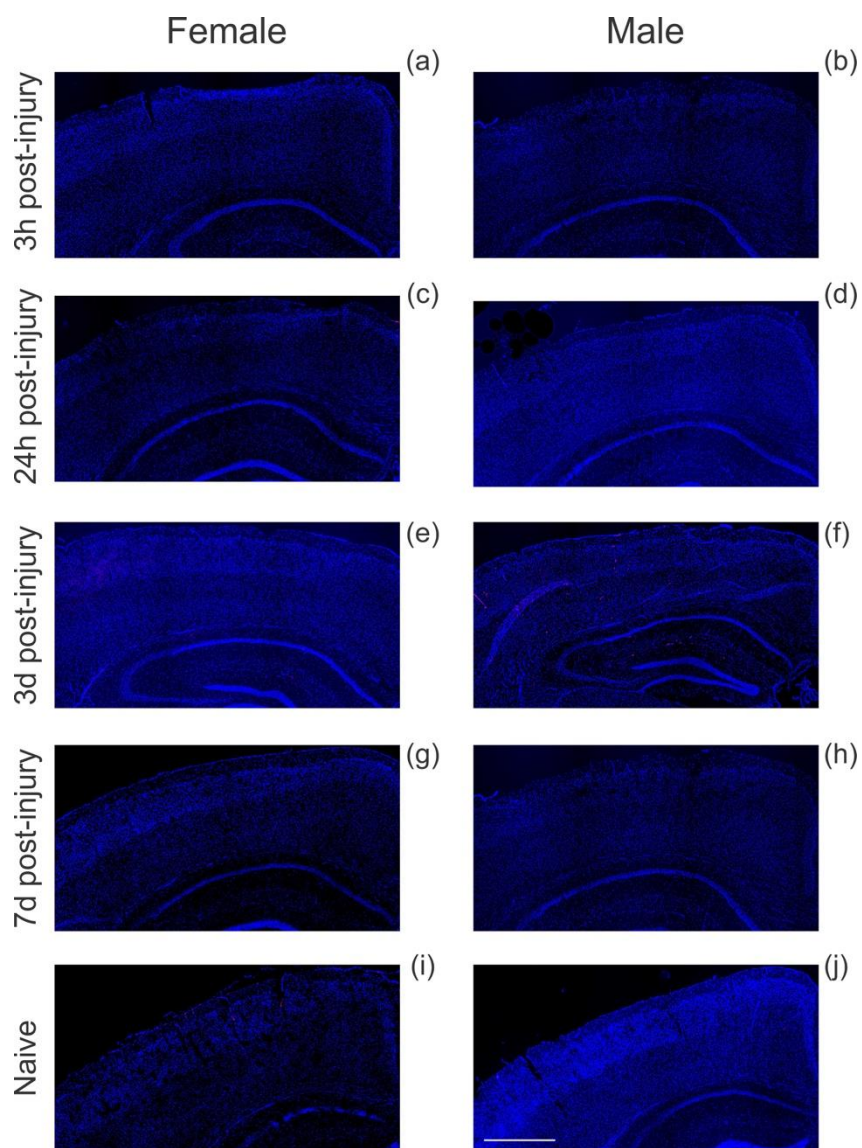 Female
Male
3h post-injury
(a)
(b)
24h post-injury
(c)
(d)
3d post-injury
(e)
(f)
7d post-injury
(g)
(h)
Naive
(i)
(j)